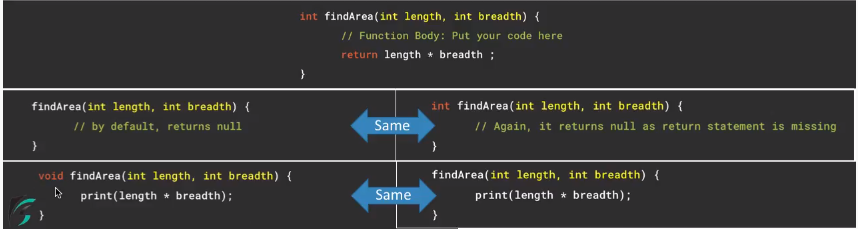 int findArea(int length, int breadth) {
// Function Body: Put your code here
return length * breadth ;
}
findArea(int length, int breadth) {
// by default, returns null
}
Same
int findArea(int length, int breadth) {
// Again, it returns null as return statement is missing
}
void findArea(int length, int breadth) {
print(length * breadth);
}
Same
findArea(int length, int breadth) {
print(length * breadth);
}